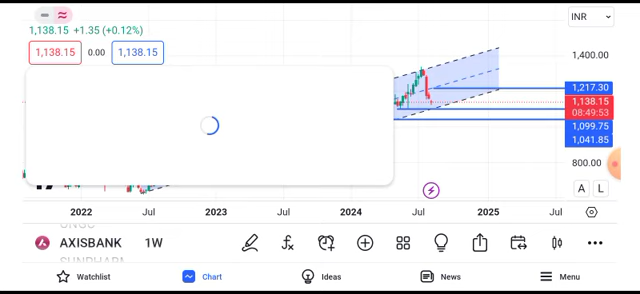 INR
1,138.15 +1.35 (+0.12%)
1,138.15 0.00 1,138.15
1,400.00
1,217.30
1,138.15
08:49:53
1,099.75
1,041.85
800.00
A L
2022 Jul 2023 Jul 2024 Jul 2025 Jul
ONGC
AXISBANK 1W
SUNPHARMA
Watchlist Chart Ideas News Menu